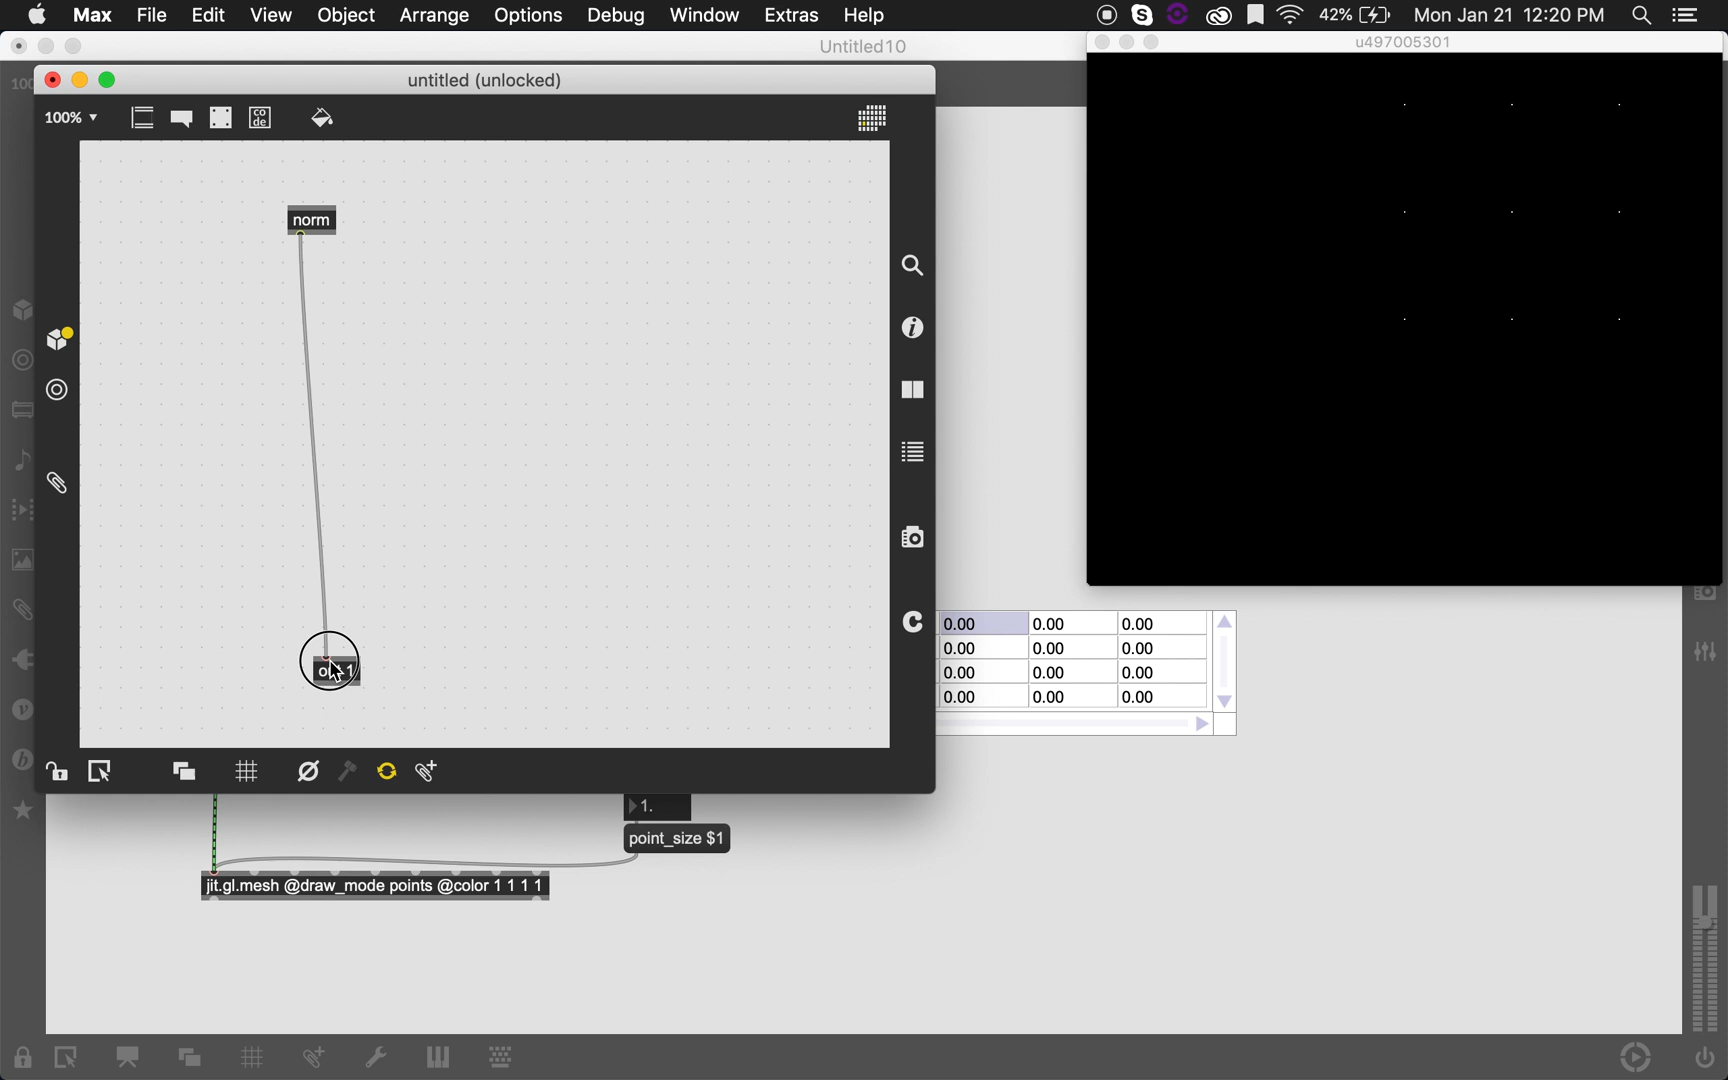 Max File Edit View Object Arrange Options Debug Window Extras Help 42% Mon Jan 21 12:20 PM
Untitled10
u497005301
untitled (unlocked)
100%
co
de
norm
0.00 0.00 0.00
0.00 0.00 0.00
0.00 0.00 0.00
0.00 0.00 0.00
1.
point_size $1
jit.gl.mesh @draw_mode points @color 1 1 1 1